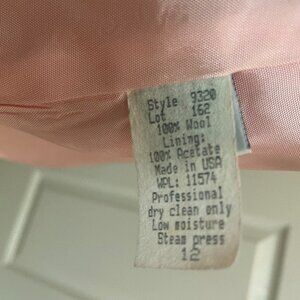 Style 9320
Lot 162
100% Wool
Lining:
100% Acetate
Made in USA
WPL: 11574
Professional
dry clean only
Low moisture
Steam press
12